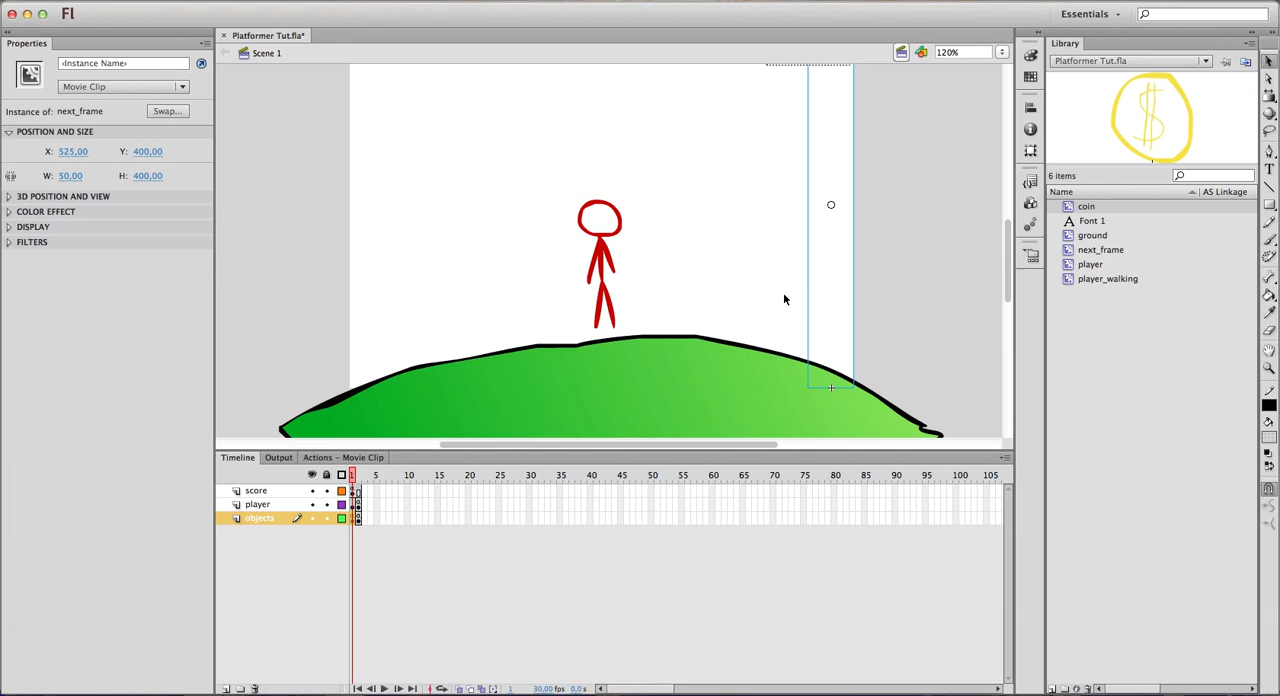 Fl
Essentials
Properties
Platformer Tut.fla*
Library
Scene 1
120%
‹Instance Name›
Platformer Tut.fla
Movie Clip
Instance of: next_frame
Swap...
POSITION AND SIZE
X: 525,00 Y: 400,00
W: 50,00 H: 400,00
3D POSITION AND VIEW
COLOR EFFECT
DISPLAY
FILTERS
$
6 items
Name AS Linkage
coin
A Font 1
ground
next_frame
player
player_walking
Timeline Output Actions - Movie Clip
1 5 10 15 20 25 30 35 40 45 50 55 60 65 70 75 80 85 90 95 100 105
score
player
objects
1 30,00 fps 0,0 s
T